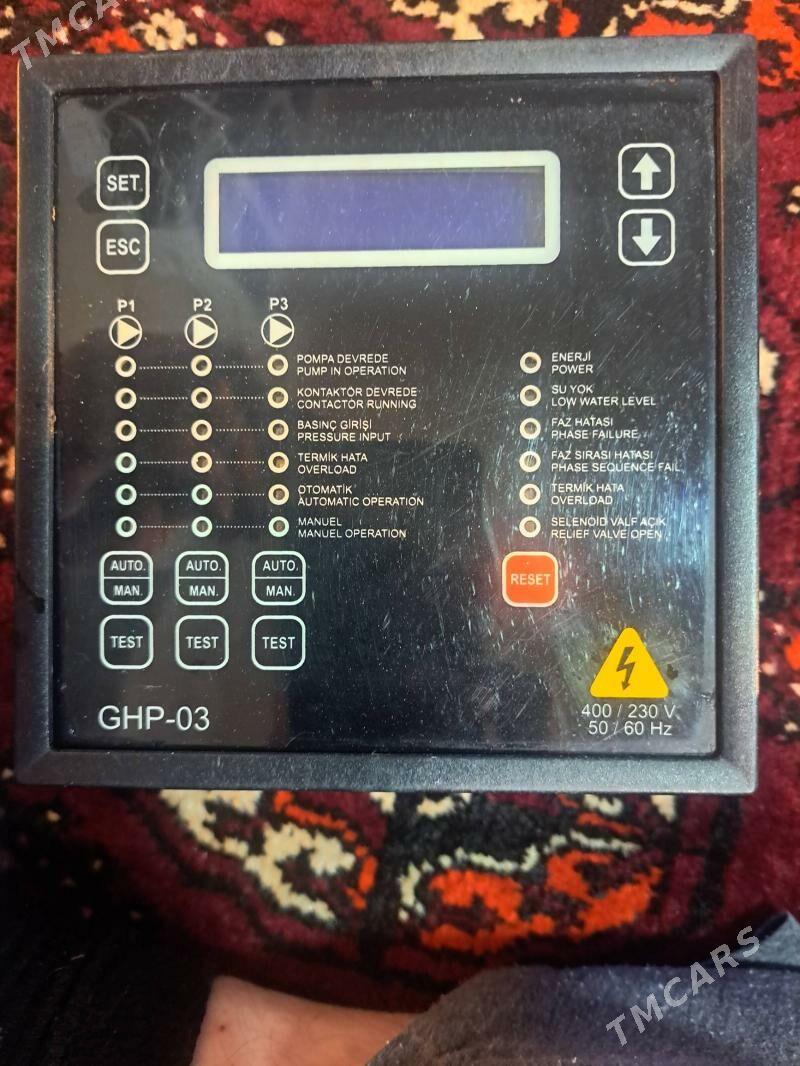 TMCARS
SET
ESC
P1 P2 P3
POMPA DEVREDE
PUMP IN OPERATION
KONTAKTÖR DEVREDE
CONTACTOR RUNNING
BASINÇ GİRİŞİ
PRESSURE INPUT
TERMİK HATA
OVERLOAD
OTOMATİK
AUTOMATIC OPERATION
MANUEL
MANUEL OPERATION
ENERJİ
POWER
SU YOK
LOW WATER LEVEL
FAZ HATASI
PHASE FAILURE
FAZ SIRASI HATASI
PHASE SEQUENCE FAIL
TERMİK HATA
OVERLOAD
SELENOİD VALF AÇIK
RELIEF VALVE OPEN
AUTO. AUTO. AUTO.
MAN. MAN. MAN.
RESET
TEST TEST TEST
GHP-03
400 / 230 V
50 / 60 Hz
TMCARS